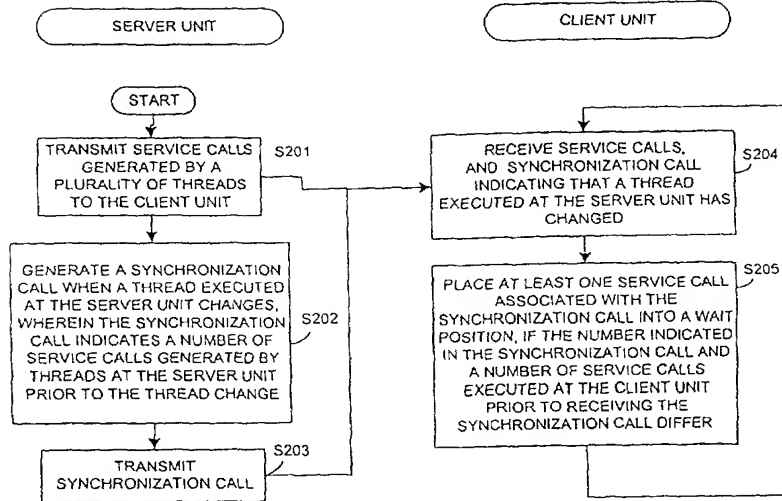 SERVER UNIT
START
TRANSMIT SERVICE CALLS
GENERATED BY A
PLURALITY OF THREADS
TO THE CLIENT UNIT
S201
GENERATE A SYNCHRONIZATION
CALL WHEN A THREAD EXECUTED
AT THE SERVER UNIT CHANGES,
WHEREIN THE SYNCHRONIZATION
CALL INDICATES A NUMBER OF
SERVICE CALLS GENERATED BY
THREADS AT THE SERVER UNIT
PRIOR TO THE THREAD CHANGE
S202
TRANSMIT
SYNCHRONIZATION CALL
S203
CLIENT UNIT
RECEIVE SERVICE CALLS,
AND SYNCHRONIZATION CALL
INDICATING THAT A THREAD
EXECUTED AT THE SERVER UNIT HAS
CHANGED
S204
PLACE AT LEAST ONE SERVICE CALL
ASSOCIATED WITH THE
SYNCHRONIZATION CALL INTO A WAIT
POSITION, IF THE NUMBER INDICATED
IN THE SYNCHRONIZATION CALL AND
A NUMBER OF SERVICE CALLS
EXECUTED AT THE CLIENT UNIT
PRIOR TO RECEIVING THE
SYNCHRONIZATION CALL DIFFER
S205